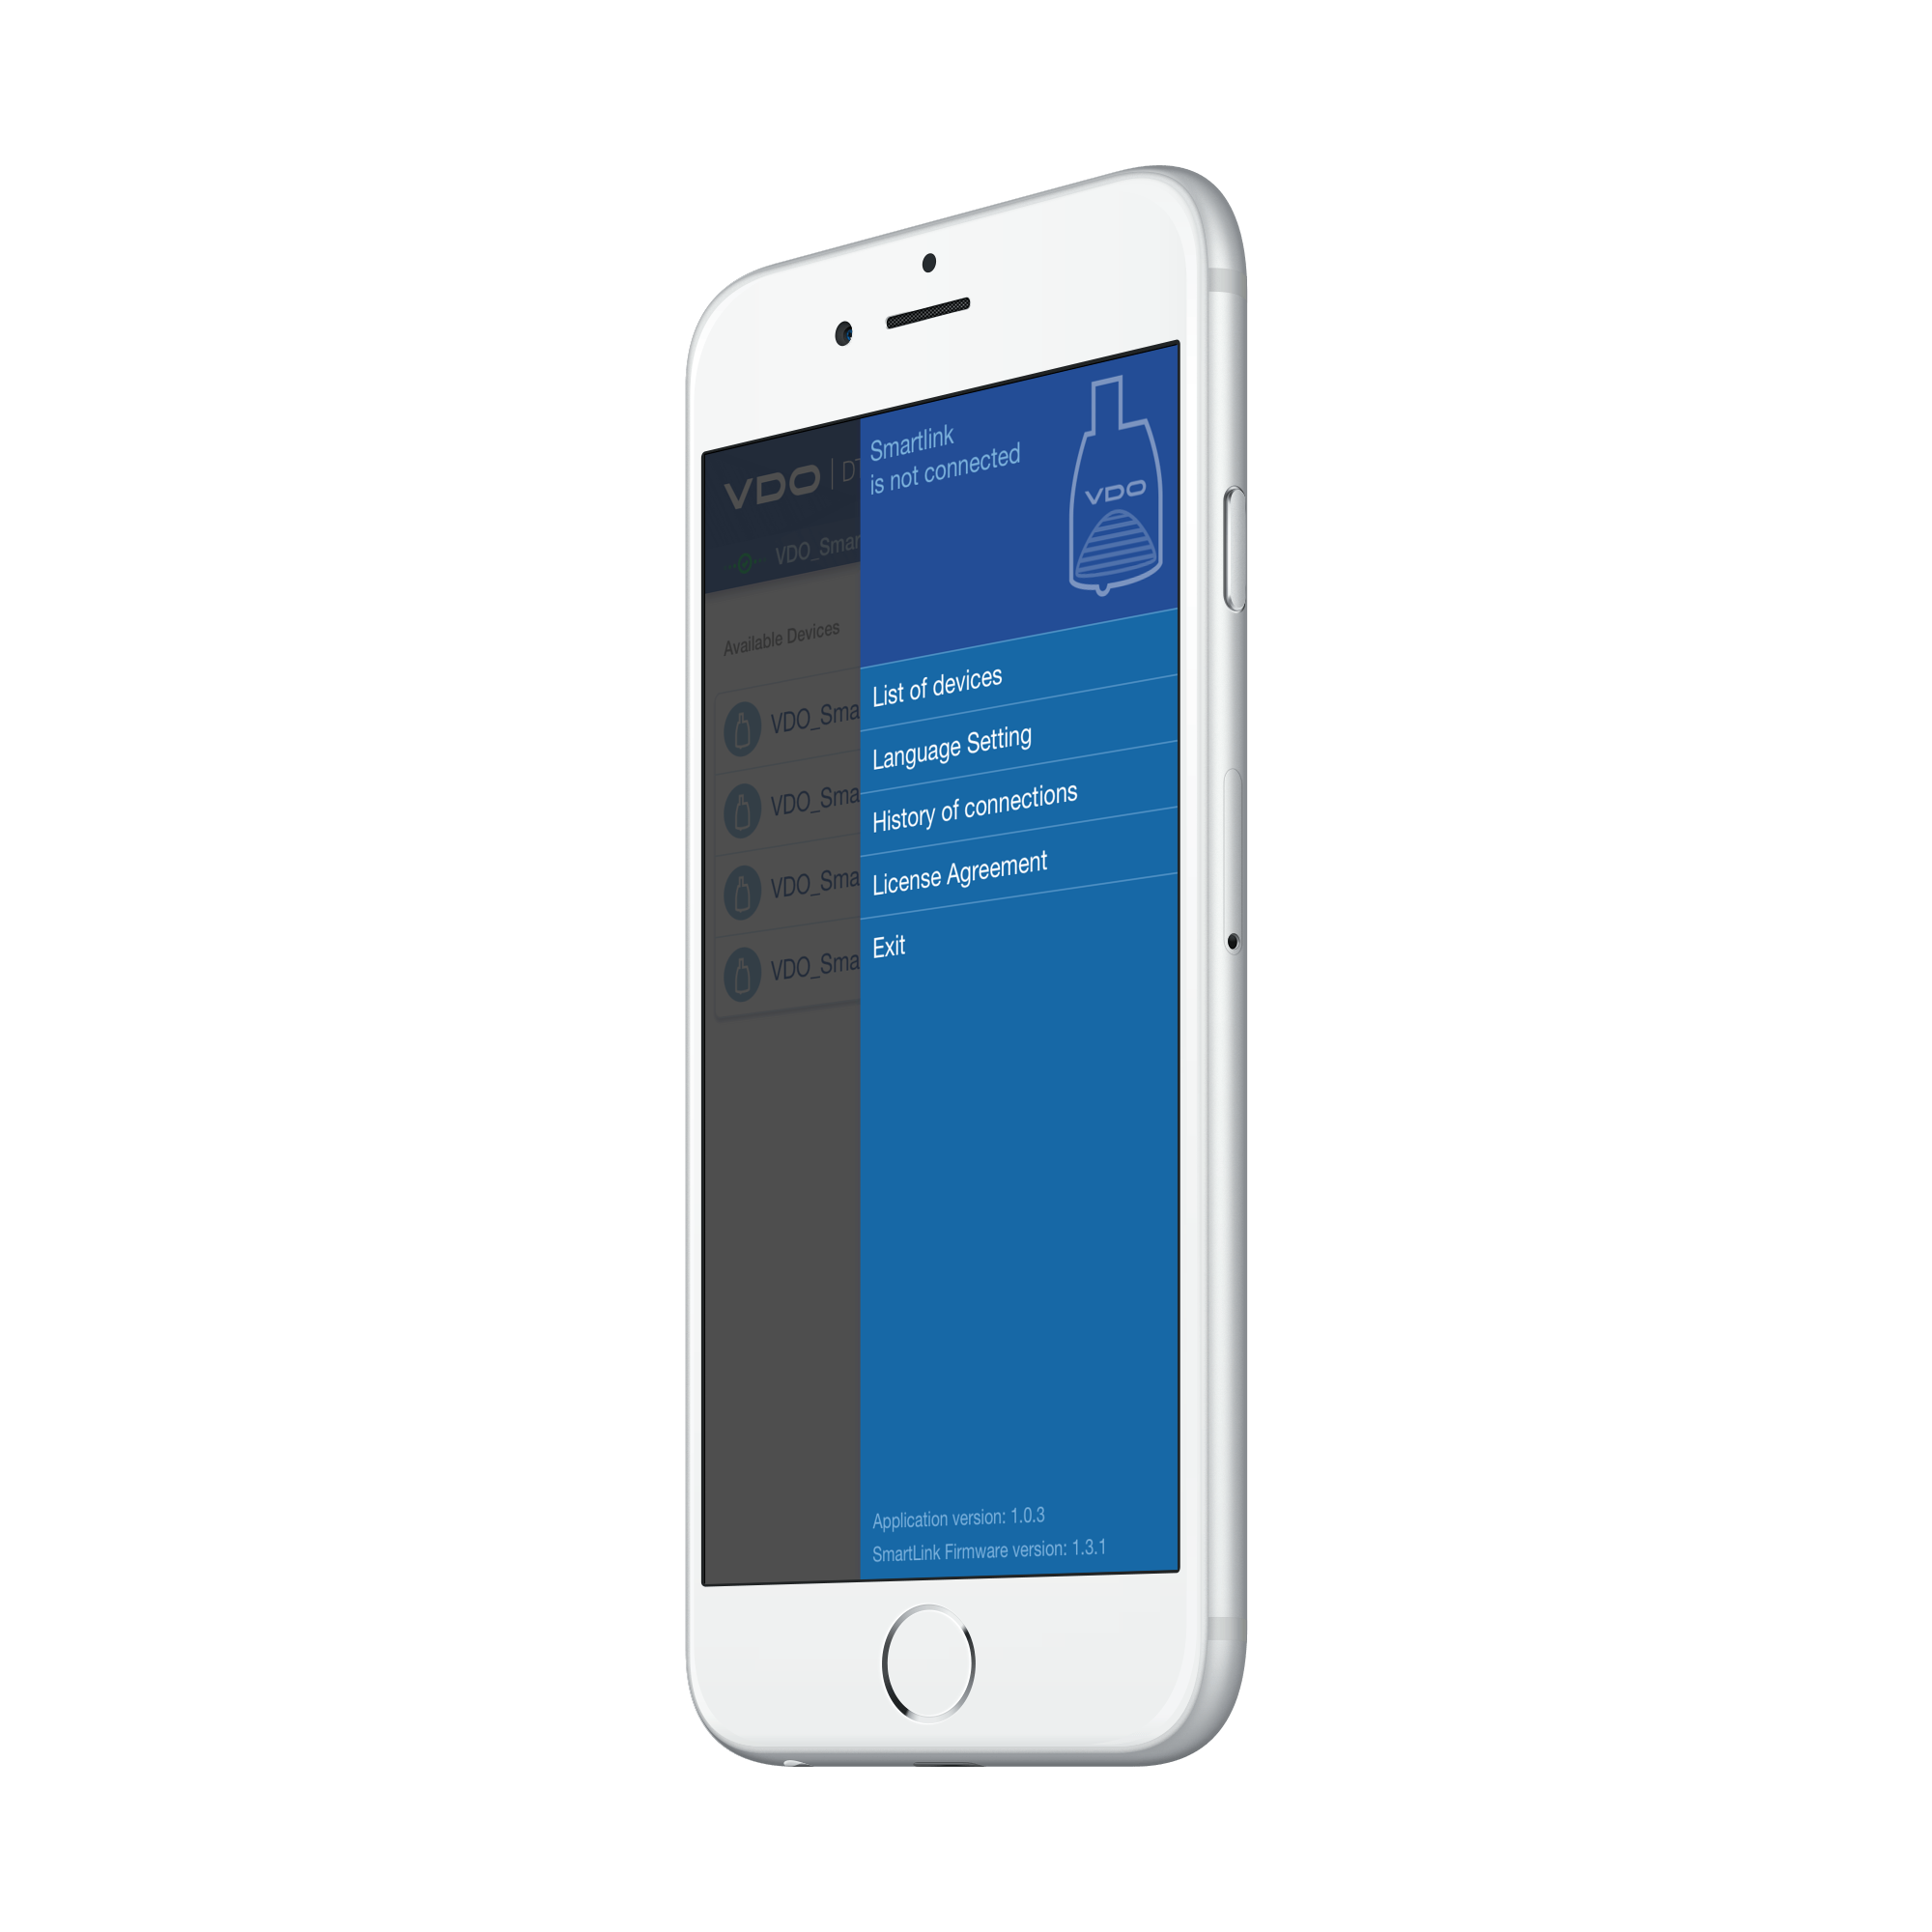 VDO
VDO_Smar
Available Devices
VDO_Sma
VDO_Sma
VDO_Sma
VDO_Sma
Smartlink
is not connected
VDO
List of devices
Language Setting
History of connections
License Agreement
Exit
Application version: 1.0.3
SmartLink Firmware version: 1.3.1